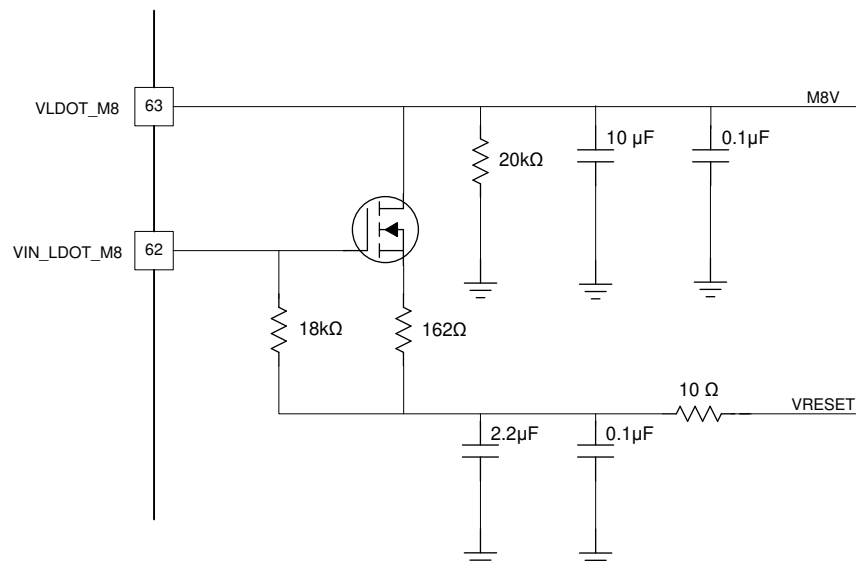 VLDOT_M8
63
M8V
20kΩ
10 µF
0.1µF
VIN_LDOT_M8
62
18kΩ
162Ω
10 Ω
VRESET
2.2µF
0.1µF